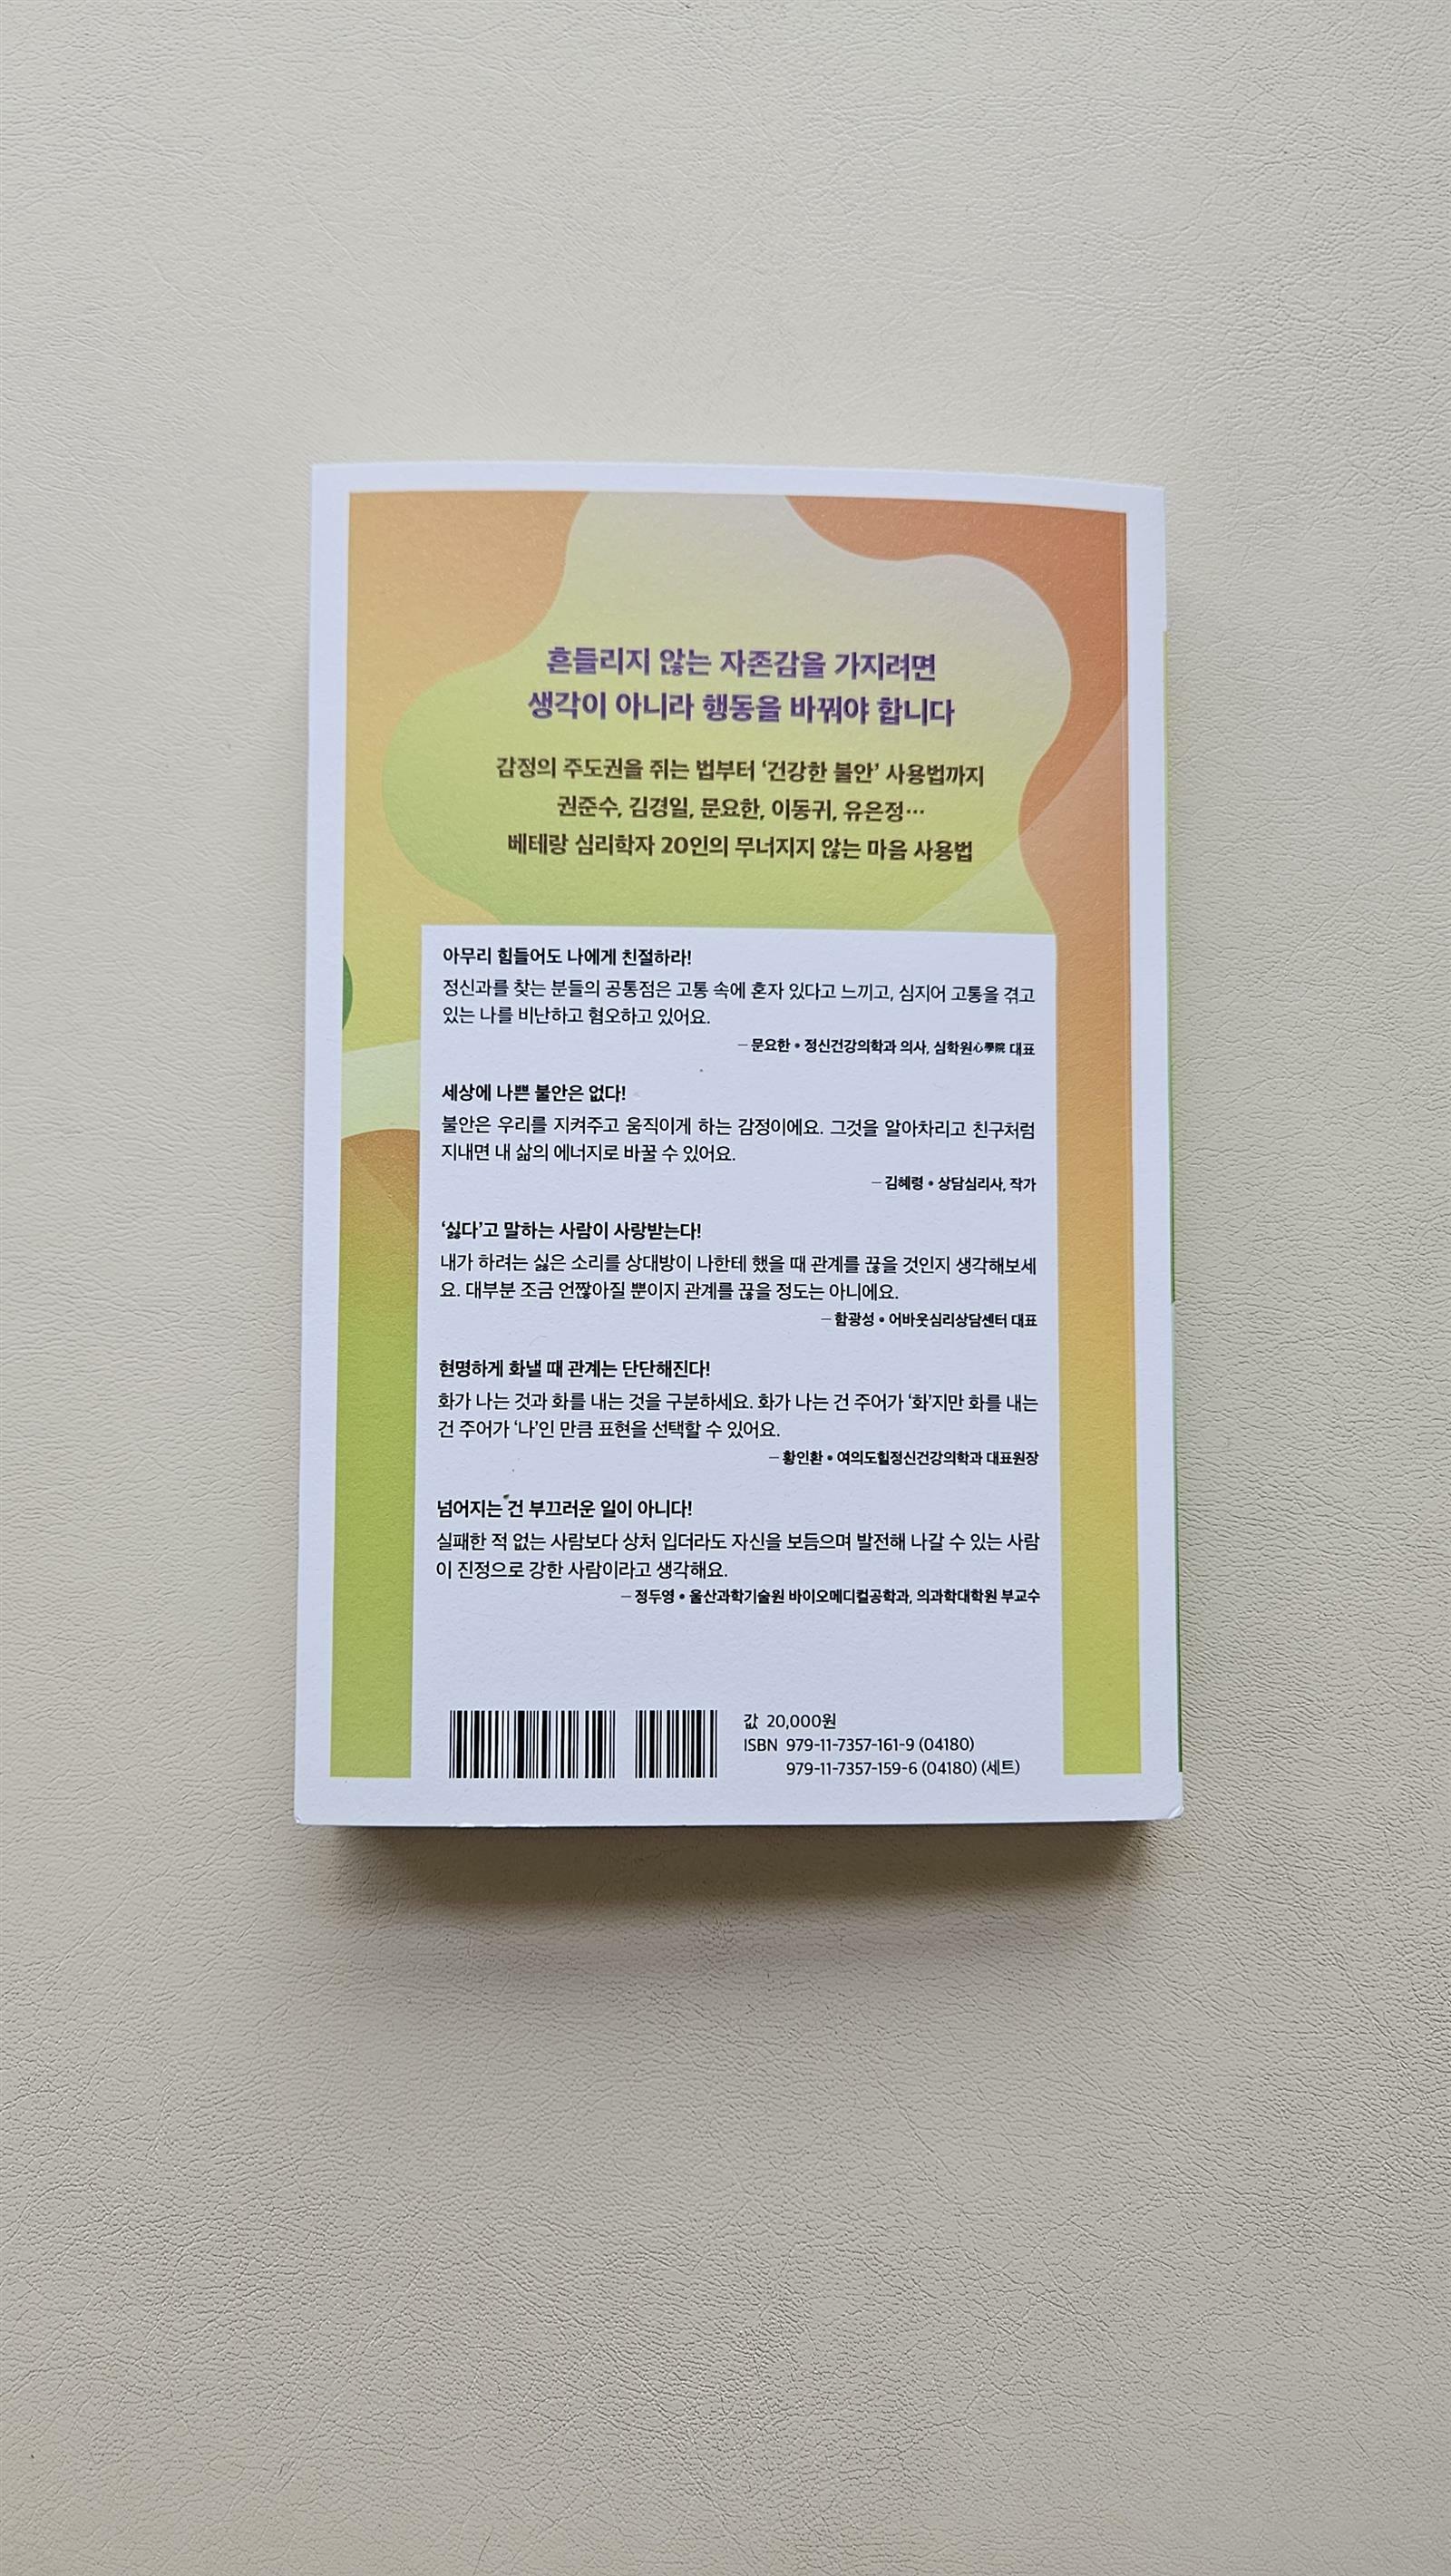 흔들리지 않는 자존감을 가지려면
생각이 아니라 행동을 바꿔야 합니다
감정의 주도권을 쥐는 법부터 ‘건강한 불안’ 사용법까지
권준수, 김경일, 문요한, 이동귀, 유은정…
베테랑 심리학자 20인의 무너지지 않는 마음 사용법
아무리 힘들어도 나에게 친절하라!
정신과를 찾는 분들의 공통점은 고통 속에 혼자 있다고 느끼고, 심지어 고통을 겪고
있는 나를 비난하고 혐오하고 있어요.
– 문요한 • 정신건강의학과 의사, 심학원心學院 대표
세상에 나쁜 불안은 없다!
불안은 우리를 지켜주고 움직이게 하는 감정이에요. 그것을 알아차리고 친구처럼
지내면 내 삶의 에너지로 바꿀 수 있어요.
– 김혜령 • 상담심리사, 작가
‘싫다’고 말하는 사람이 사랑받는다!
내가 하려는 싫은 소리를 상대방이 나한테 했을 때 관계를 끊을 것인지 생각해보세
요. 대부분 조금 언짢아질 뿐이지 관계를 끊을 정도는 아니에요.
– 함광성 • 어바웃심리상담센터 대표
현명하게 화낼 때 관계는 단단해진다!
화가 나는 것과 화를 내는 것을 구분하세요. 화가 나는 건 주어가 ‘화’지만 화를 내는
건 주어가 ‘나’인 만큼 표현을 선택할 수 있어요.
– 황인환 • 여의도힐정신건강의학과 대표원장
넘어지는 건 부끄러운 일이 아니다!
실패한 적 없는 사람보다 상처 입더라도 자신을 보듬으며 발전해 나갈 수 있는 사람
이 진정으로 강한 사람이라고 생각해요.
– 정두영 • 울산과학기술원 바이오메디컬공학과, 의과학대학원 부교수
값 20,000원
ISBN 979-11-7357-161-9 (04180)
979-11-7357-159-6 (04180) (세트)